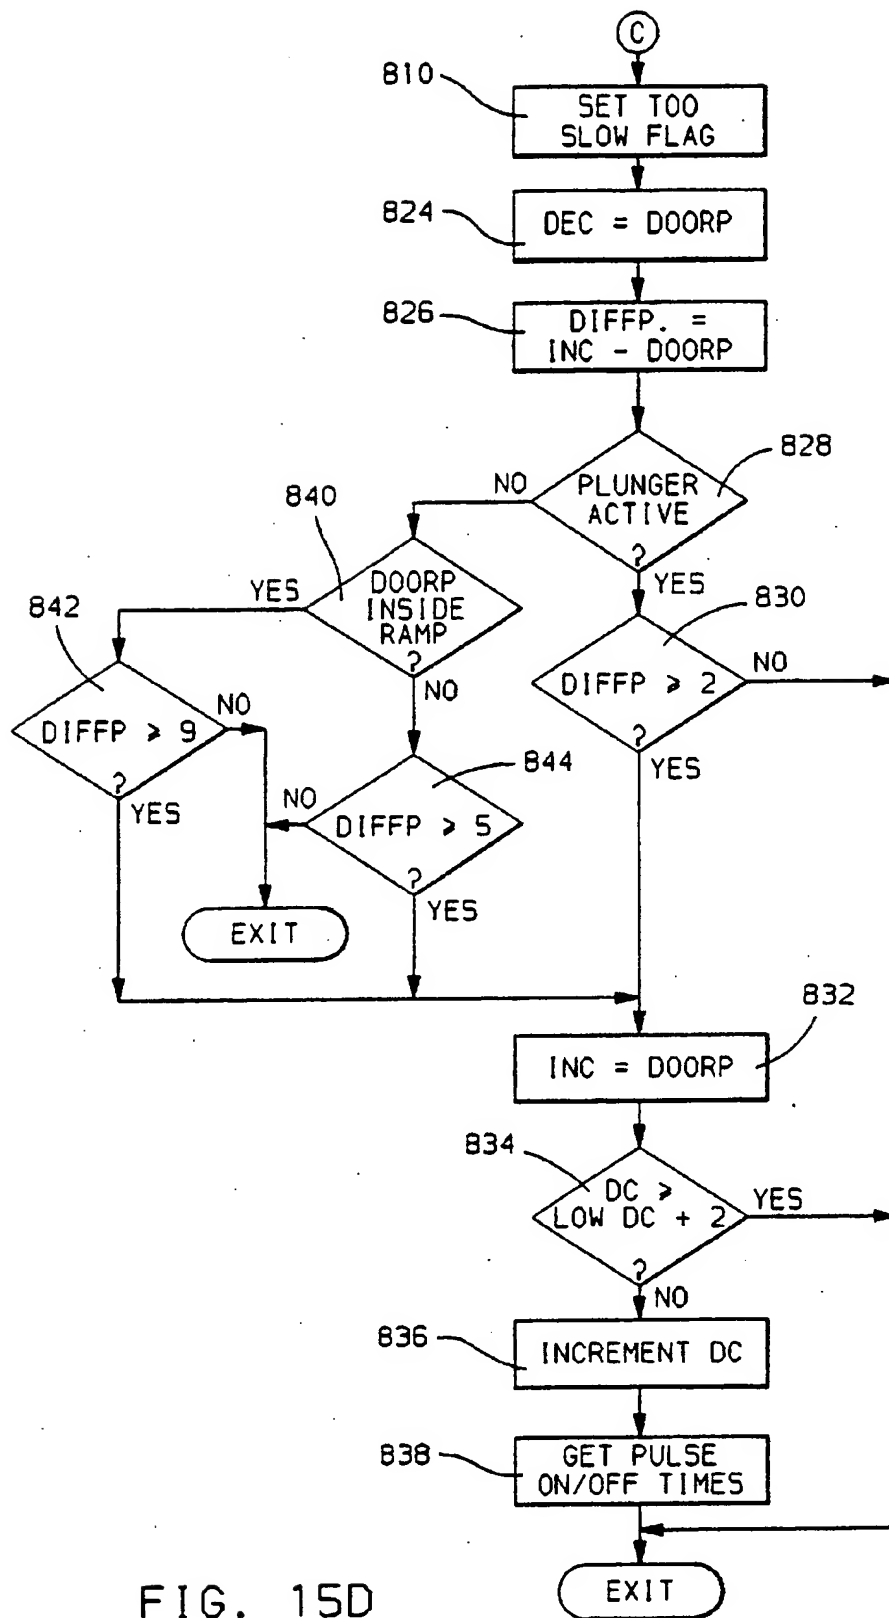 C
810
SET TOO
SLOW FLAG
824
DEC = DOORP
826
DIFFP. =
INC - DOORP
828
PLUNGER
ACTIVE
?
NO
YES
840
DOORP
INSIDE
RAMP
?
YES
NO
830
DIFFP ⩾ 2
?
NO
YES
842
DIFFP ⩾ 9
?
NO
YES
844
DIFFP ⩾ 5
?
NO
YES
EXIT
832
INC = DOORP
834
DC ⩾
LOW DC + 2
?
YES
NO
836
INCREMENT DC
838
GET PULSE
ON/OFF TIMES
EXIT
FIG. 15D